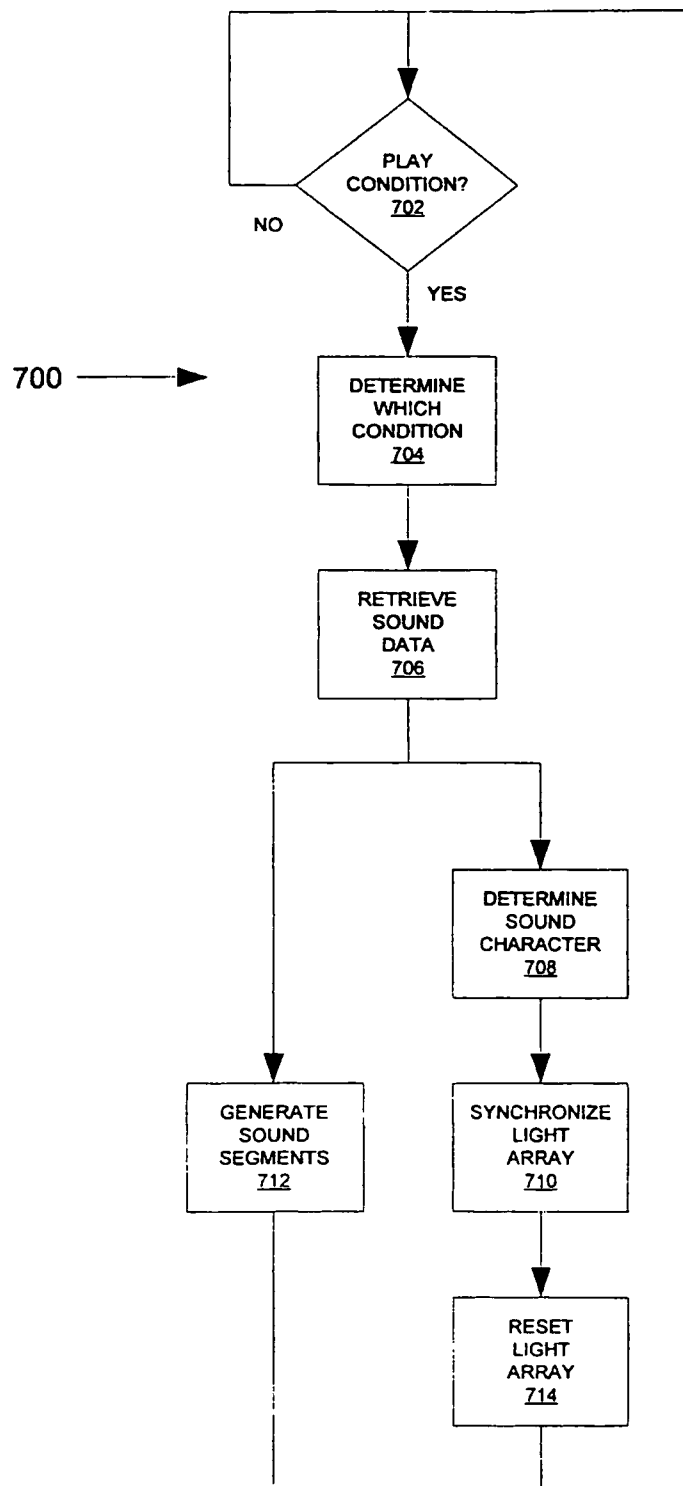 PLAY
CONDITION?
702
NO
YES
700
DETERMINE
WHICH
CONDITION
704
RETRIEVE
SOUND
DATA
706
DETERMINE
SOUND
CHARACTER
708
GENERATE
SOUND
SEGMENTS
712
SYNCHRONIZE
LIGHT
ARRAY
710
RESET
LIGHT
ARRAY
714